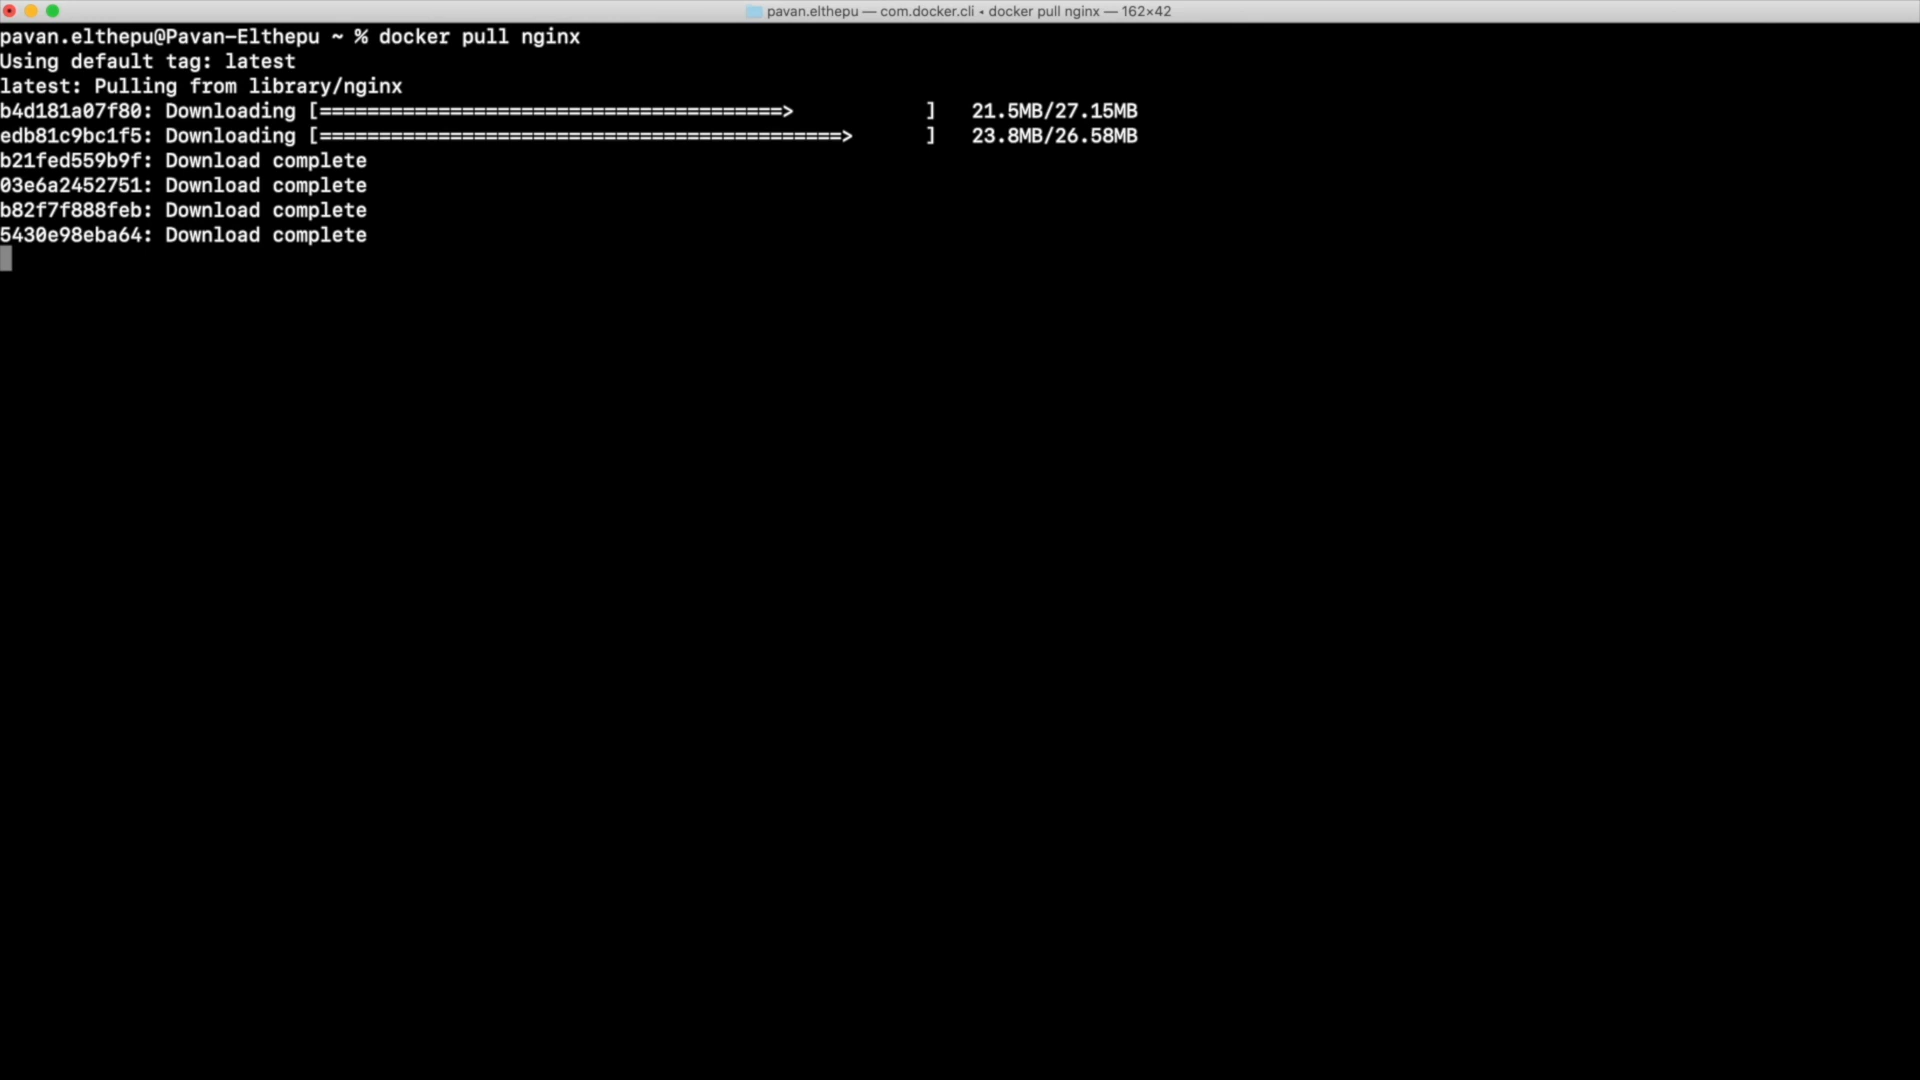 pavan.elthepu — com.docker.cli ◂ docker pull nginx — 162×42
pavan.elthepu@Pavan-Elthepu ~ % docker pull nginx
Using default tag: latest
latest: Pulling from library/nginx
b4d181a07f80: Downloading [=======================================>           ]   21.5MB/27.15MB
edb81c9bc1f5: Downloading [============================================>      ]   23.8MB/26.58MB
b21fed559b9f: Download complete
03e6a2452751: Download complete
b82f7f888feb: Download complete
5430e98eba64: Download complete